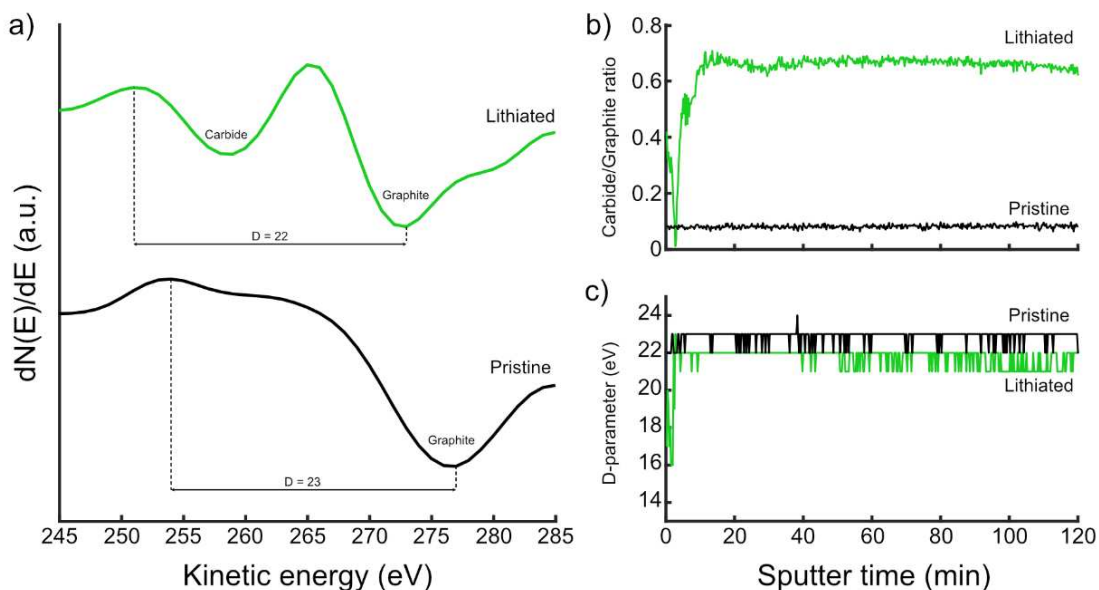 a)
dN(E)/dE (a.u.)
Lithiated
Carbide
Graphite
D = 22
Pristine
Graphite
D = 23
245 250 255 260 265 270 275 280 285
Kinetic energy (eV)
b)
Carbide/Graphite ratio
0.8
0.6
0.4
0.2
0
Lithiated
Pristine
c)
D-parameter (eV)
24
22
20
18
16
14
Pristine
Lithiated
0 20 40 60 80 100 120
Sputter time (min)